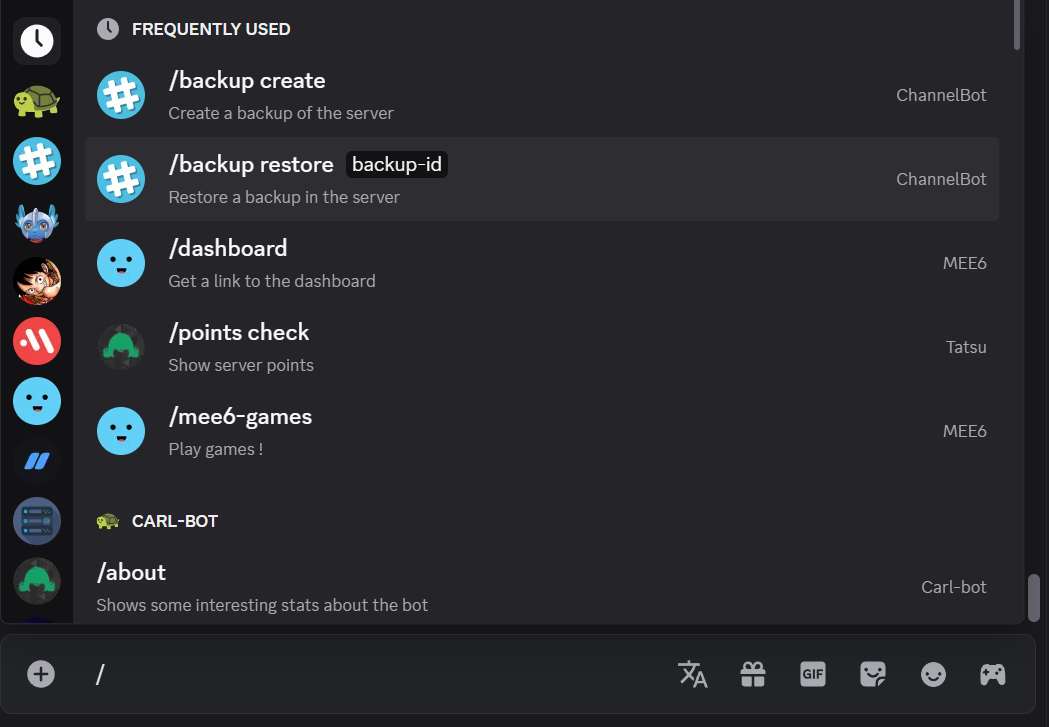 FREQUENTLY USED
/backup create
Create a backup of the server
ChannelBot
/backup restore backup-id
Restore a backup in the server
ChannelBot
/dashboard
Get a link to the dashboard
MEE6
/points check
Show server points
Tatsu
/mee6-games
Play games !
MEE6
CARL-BOT
/about
Shows some interesting stats about the bot
Carl-bot
/
GIF